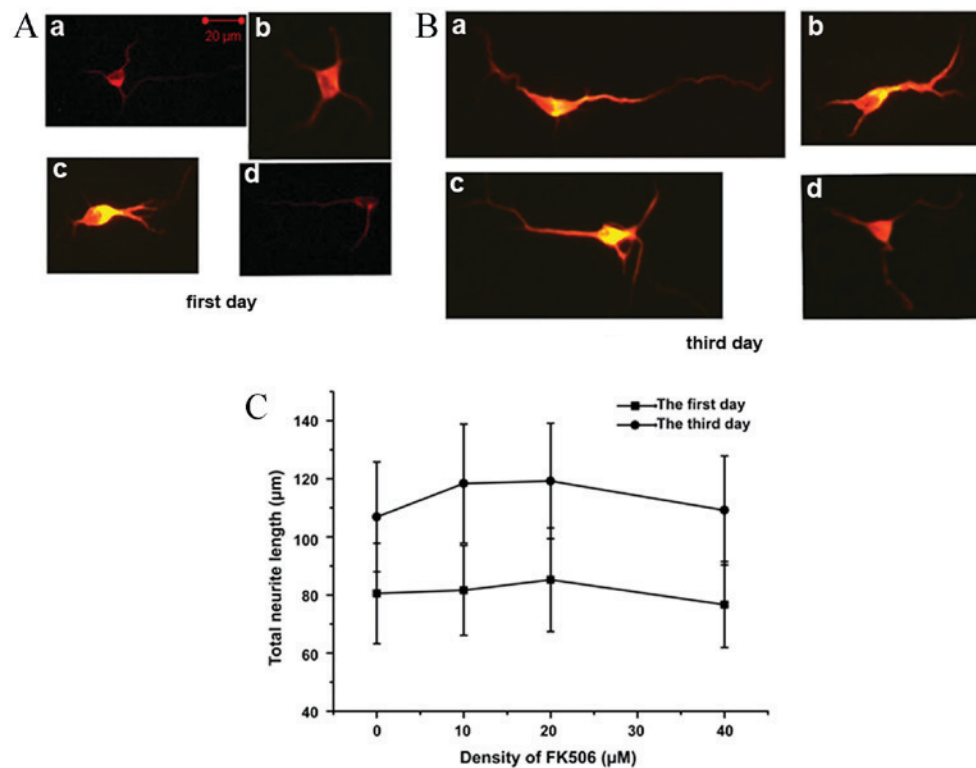 A
a
20 µm
b
c
d
first day
B
a
b
c
d
third day
C
The first day
The third day
Total neurite length (µm)
140
120
100
80
60
40
0
10
20
30
40
Density of FK506 (µM)